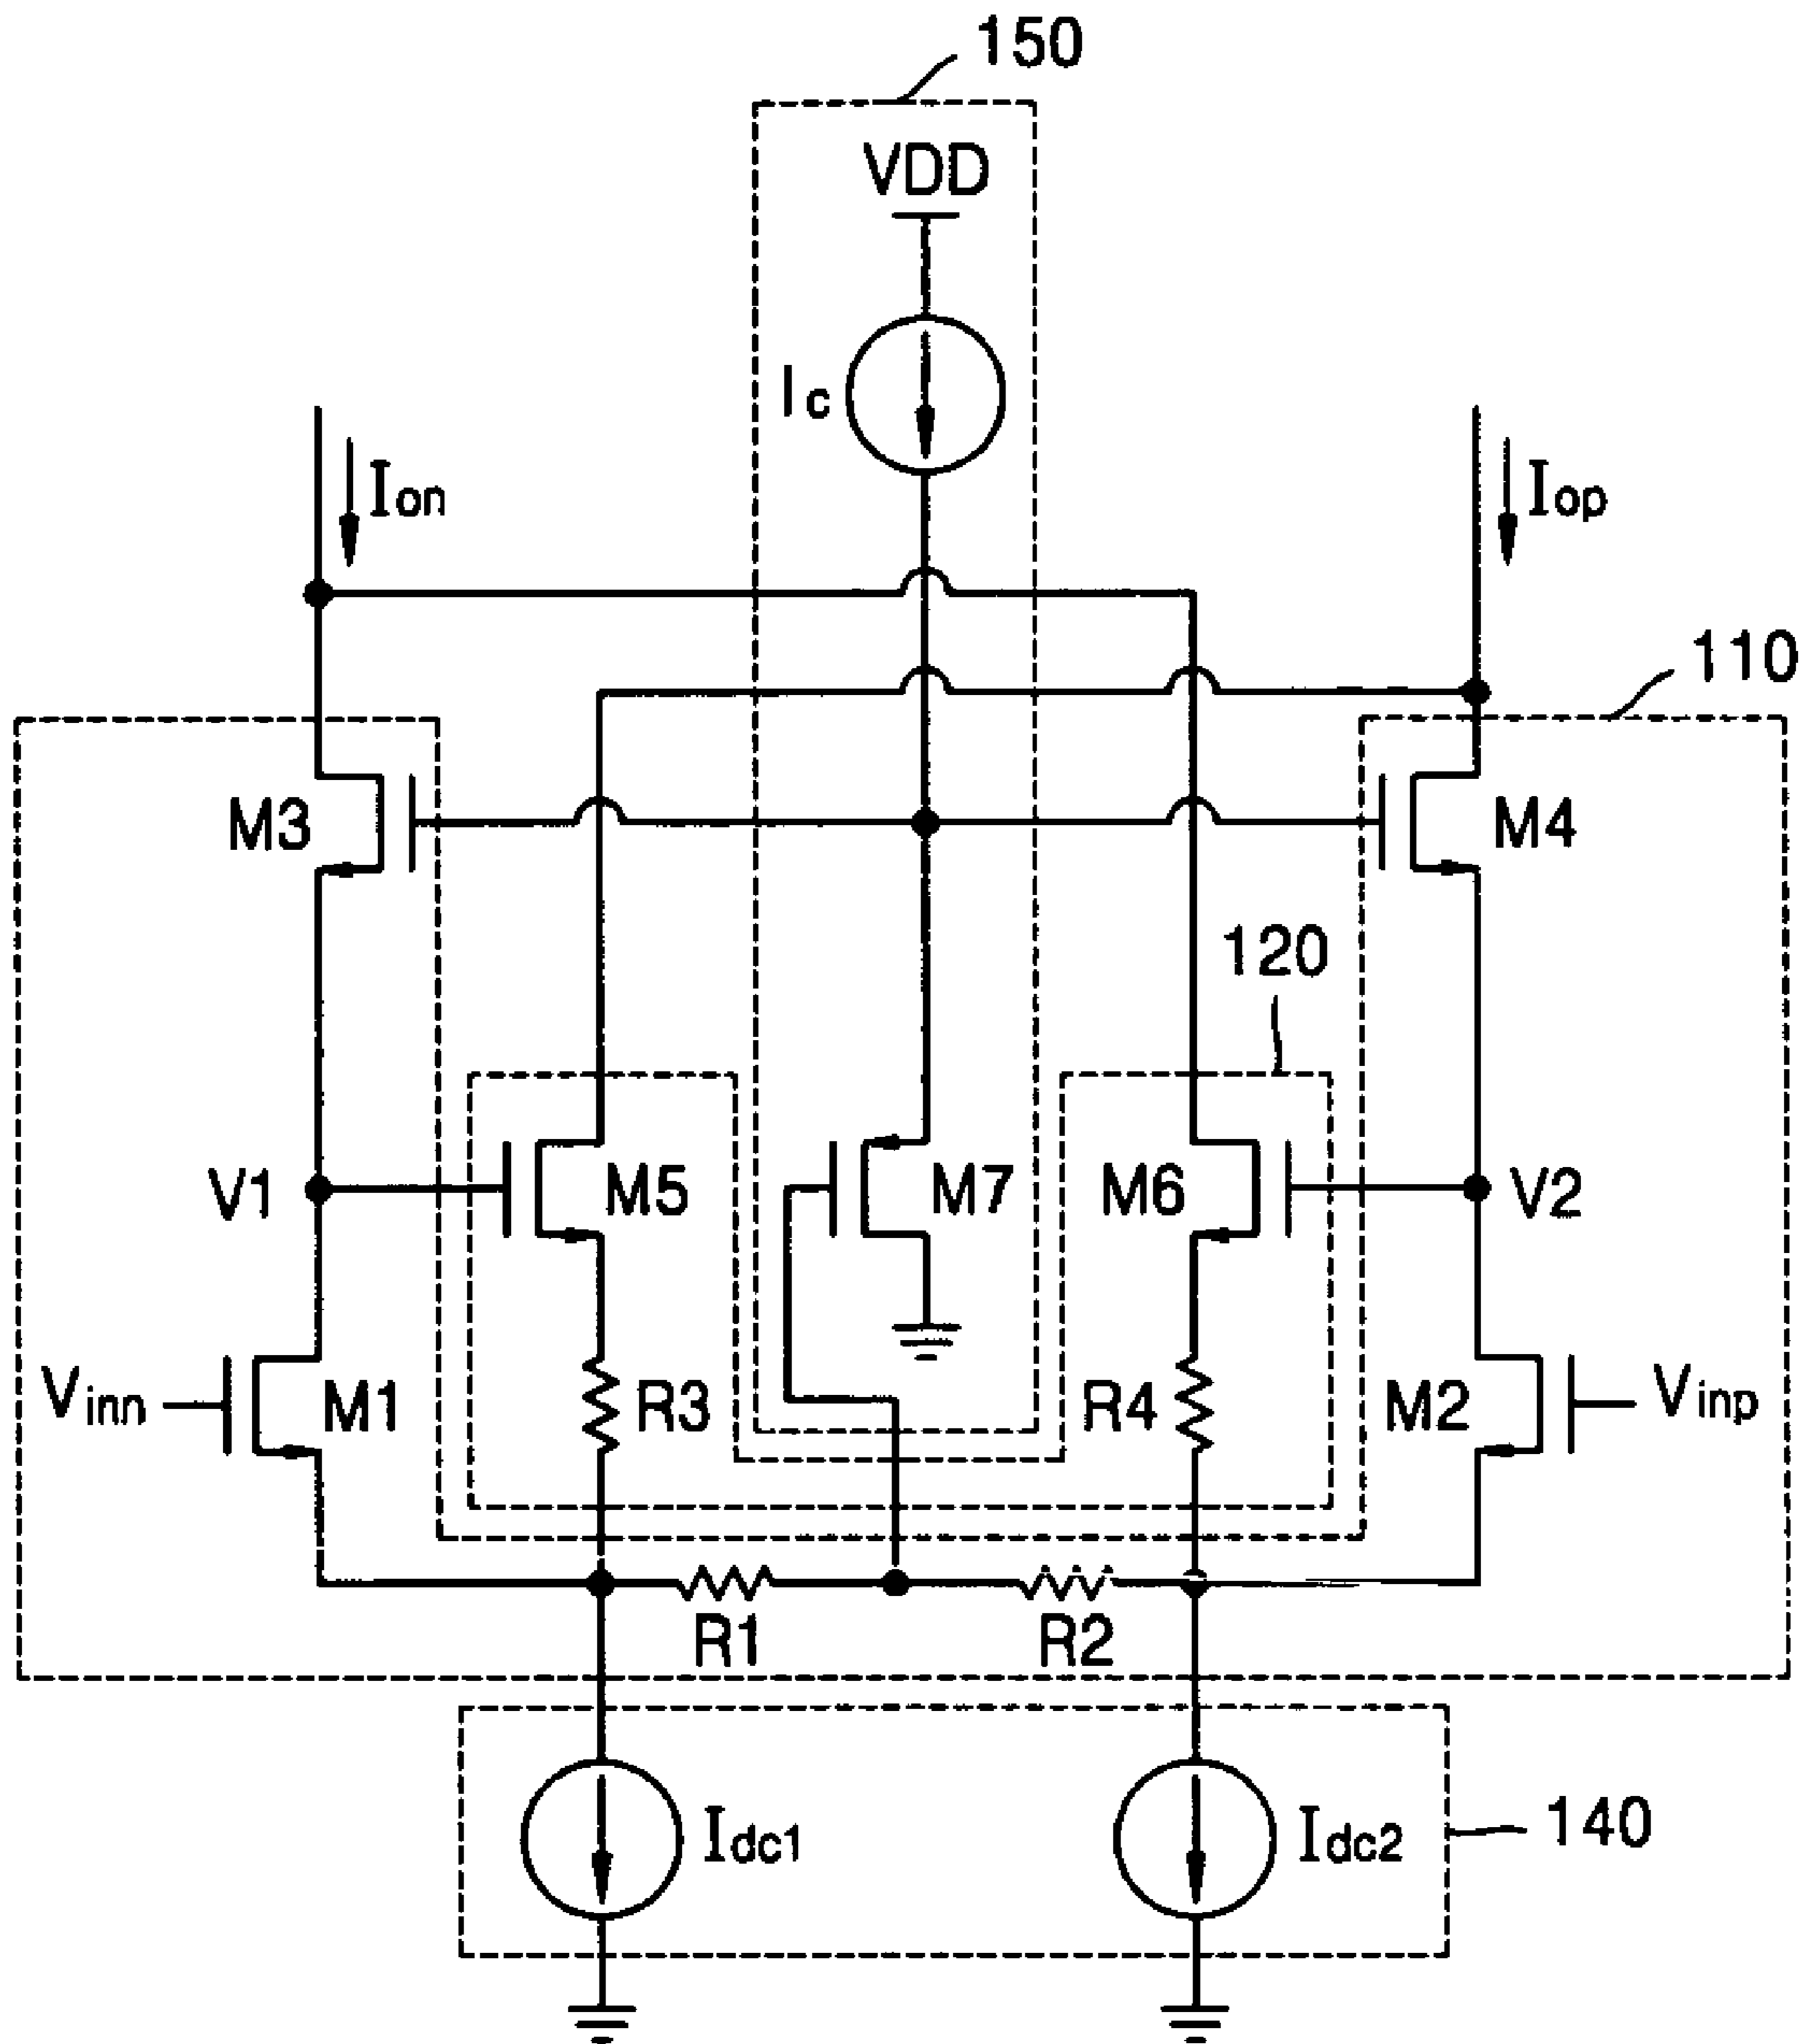 150
VDD
Ic
Ion
Iop
110
M3
M4
120
V1
M5
M7
M6
V2
Vinn
M1
R3
R4
M2
Vinp
R1
R2
Idc1
Idc2
140